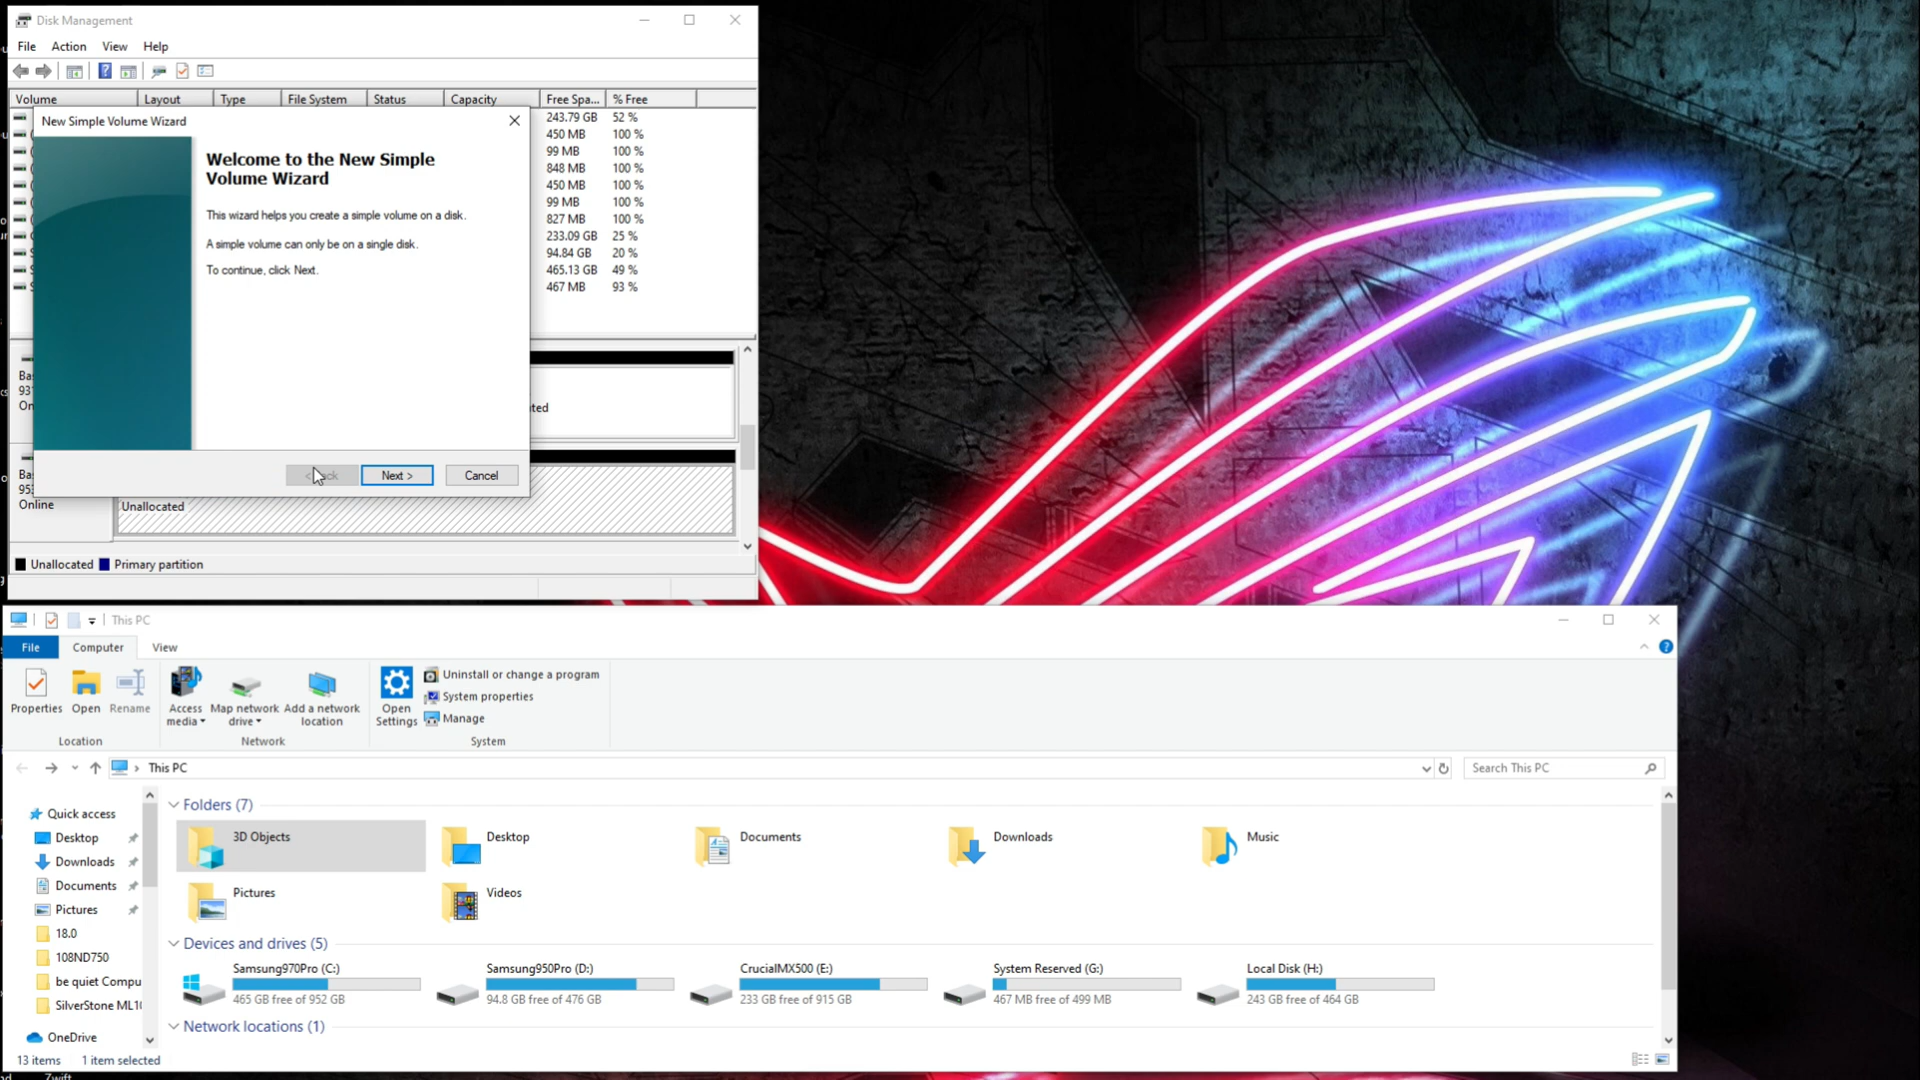 Disk Management
File Action View Help
Volume Layout Type File System Status Capacity Free Spa... % Free
243.79 GB 52 %
450 MB 100 %
99 MB 100 %
848 MB 100 %
450 MB 100 %
99 MB 100 %
827 MB 100 %
233.09 GB 25 %
94.84 GB 20 %
465.13 GB 49 %
467 MB 93 %
New Simple Volume Wizard
Welcome to the New Simple
Volume Wizard
This wizard helps you create a simple volume on a disk.
A simple volume can only be on a single disk.
To continue, click Next.
Next > Cancel
Ba
93
On
ted
Ba
95
Online
Unallocated
Unallocated Primary partition
This PC
File Computer View
Properties Open Rename
Location
Access
media
Map network
drive
Add a network
location
Network
Open
Settings
Uninstall or change a program
System properties
Manage
System
This PC
Search This PC
Quick access
Desktop
Downloads
Documents
Pictures
18.0
108ND750
be quiet Compu
SilverStone ML10
OneDrive
Folders (7)
3D Objects Desktop Documents Downloads Music
Pictures Videos
Devices and drives (5)
Samsung970Pro (C:)
465 GB free of 952 GB
Samsung950Pro (D:)
94.8 GB free of 476 GB
CrucialMX500 (E:)
233 GB free of 915 GB
System Reserved (G:)
467 MB free of 499 MB
Local Disk (H:)
243 GB free of 464 GB
Network locations (1)
13 items 1 item selected
Zwift